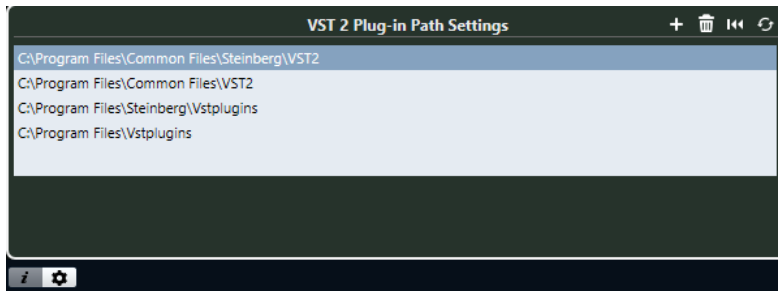 VST 2 Plug-in Path Settings
C:\Program Files\Common Files\Steinberg\VST2
C:\Program Files\Common Files\VST2
C:\Program Files\Steinberg\Vstplugins
C:\Program Files\Vstplugins
i